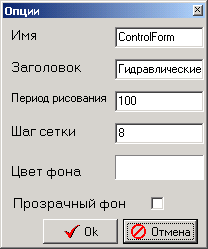 Опции
Имя ControlForm
Заголовок Гидравлические
Период рисования 100
Шаг сетки 8
Цвет фона
Прозрачный фон
Ok Отмена